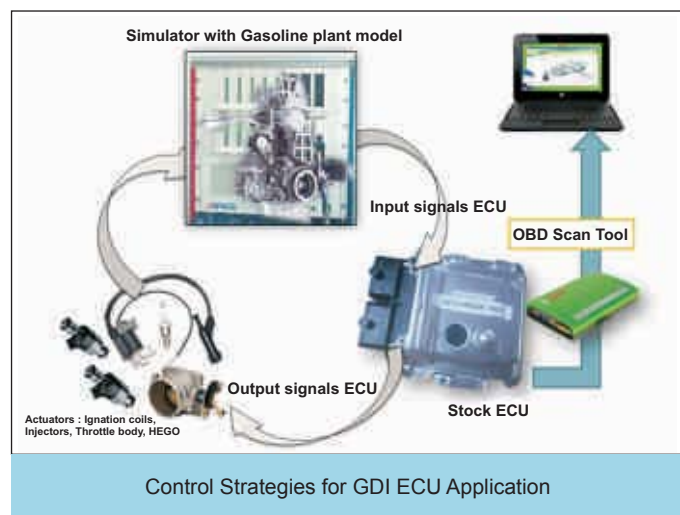 Simulator with Gasoline plant model
Input signals ECU
OBD Scan Tool
Output signals ECU
Stock ECU
Actuators : Ignation coils,
Injectors, Throttle body, HEGO
Control Strategies for GDI ECU Application